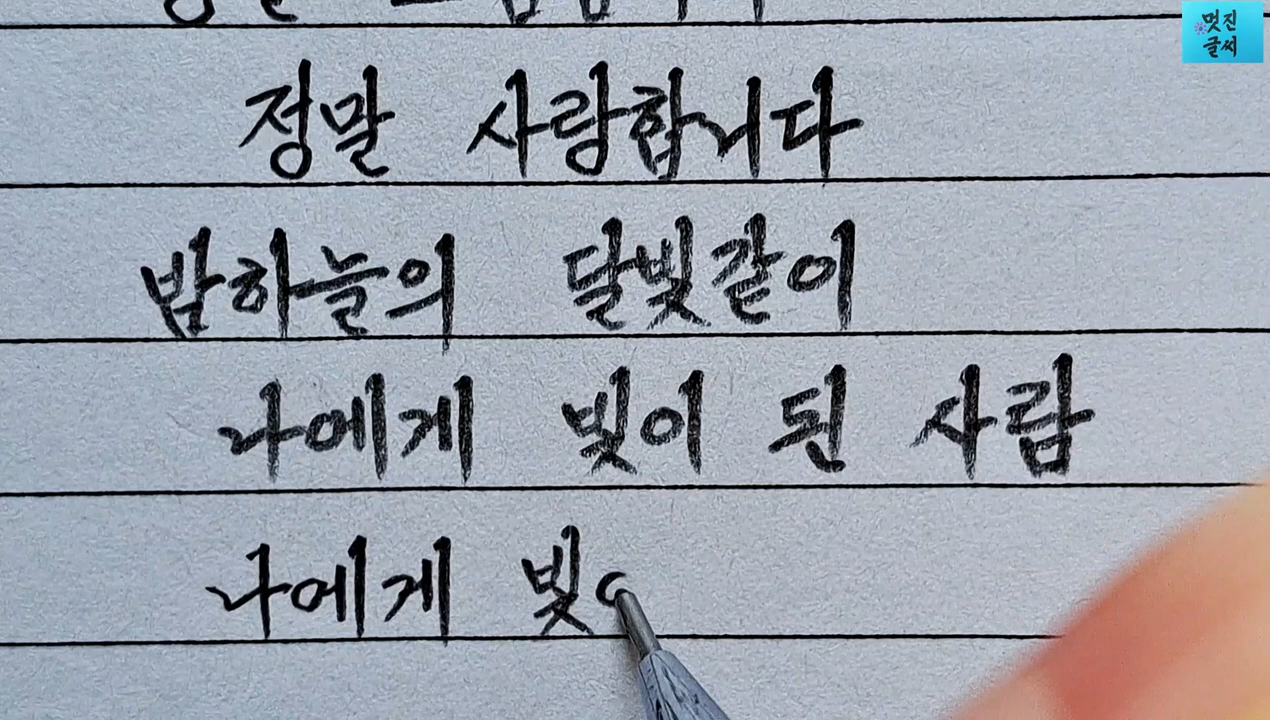 멋진
글씨
정말 사랑합니다
밤하늘의 달빛같이
나에게 빛이 된 사람
나에게 빛